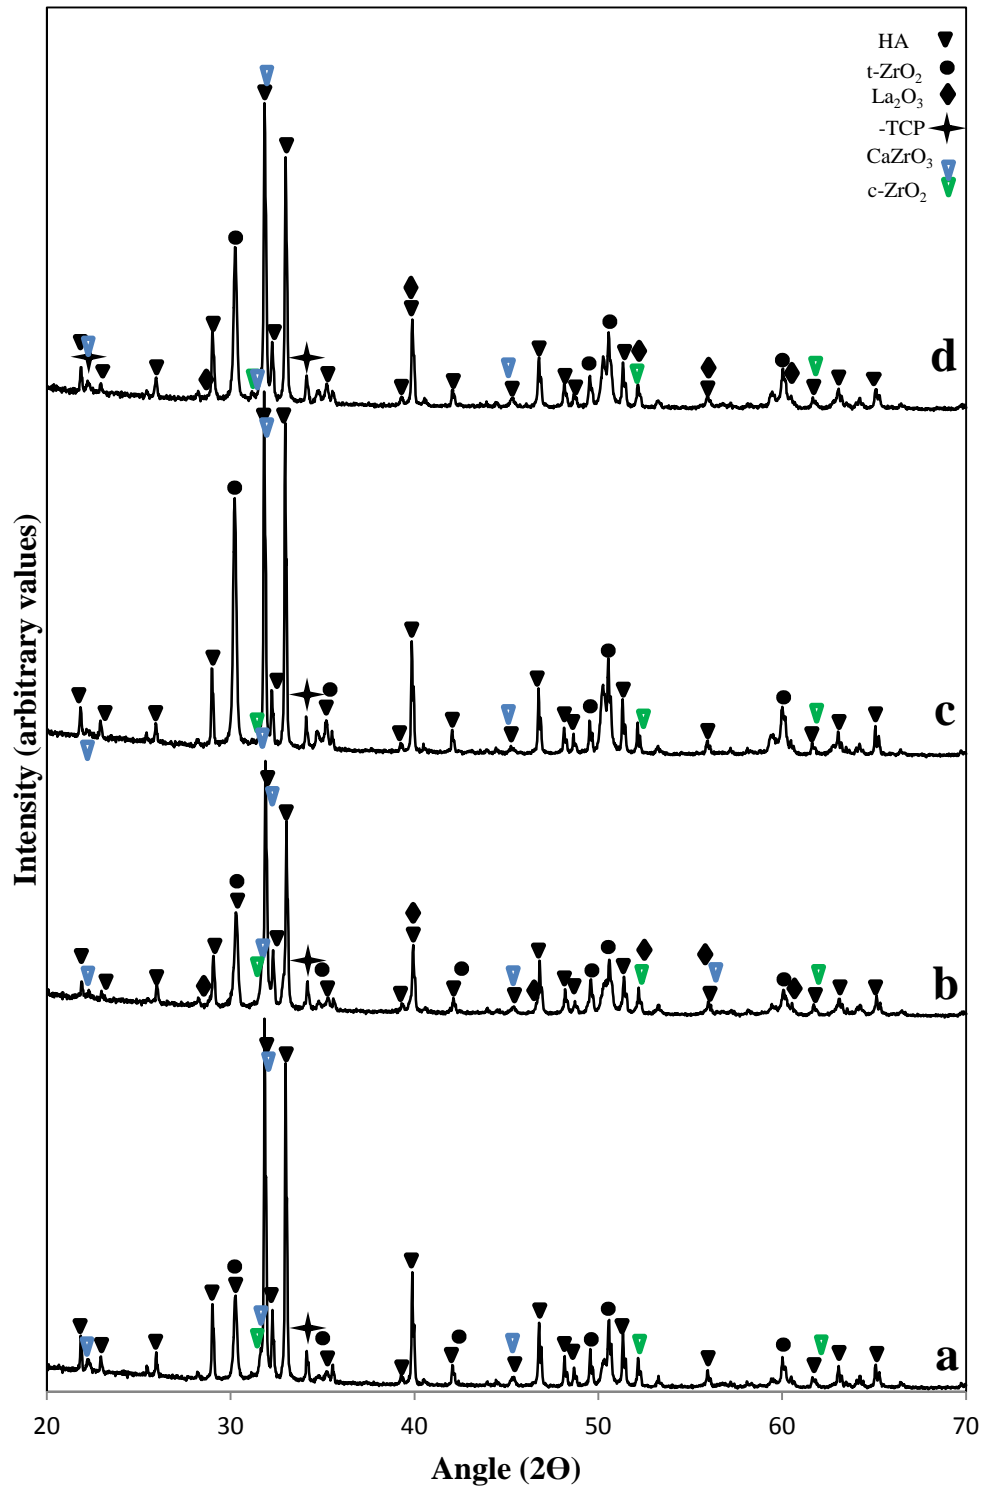 HA
t-ZrO₂
La₂O₃
-TCP
CaZrO₃
c-ZrO₂
d
c
b
a
Intensity (arbitrary values)
20 30 40 50 60 70
Angle (2ϴ)